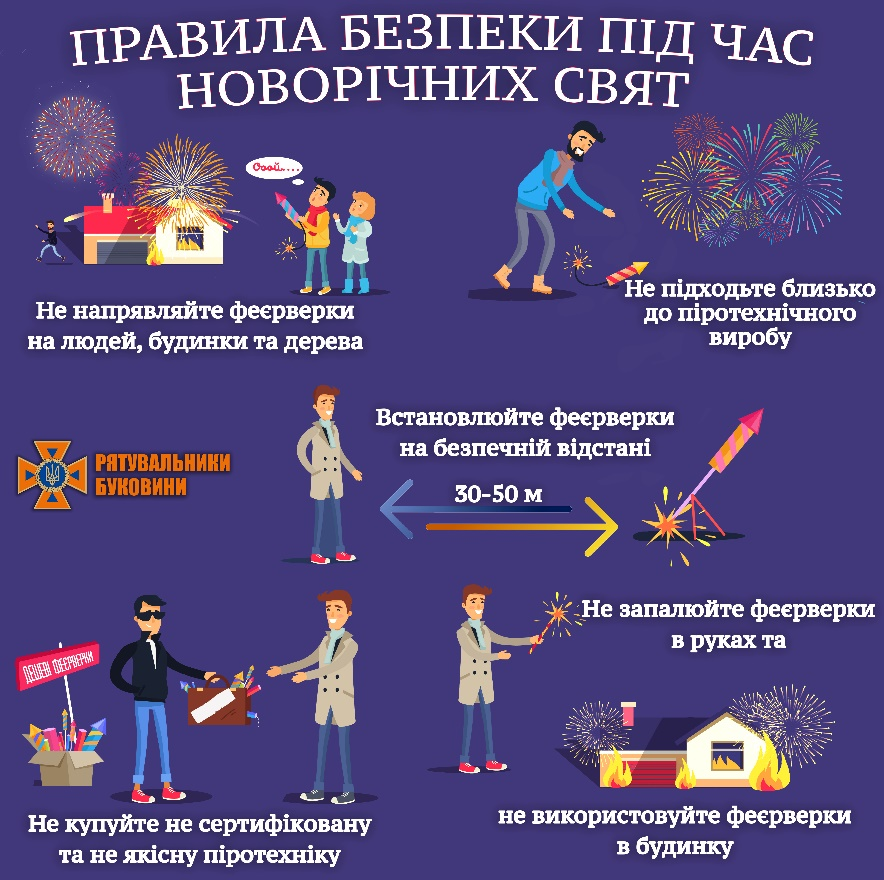 ПРАВИЛА БЕЗПЕКИ ПІД ЧАС
НОВОРІЧНИХ СВЯТ
Ооой....
Не напрявляйте феєрверки
на людей, будинки та дерева
Не підходьте близько
до піротехнічного
виробу
РЯТУВАЛЬНИКИ
БУКОВИНИ
Встановлюйте феєрверки
на безпечній відстані
30-50 м
ДЕШЕВІ ФЕЄРВЕРКИ
Не купуйте не сертифіковану
та не якісну піротехніку
Не запалюйте феєрверки
в руках та
не використовуйте феєрверки
в будинку